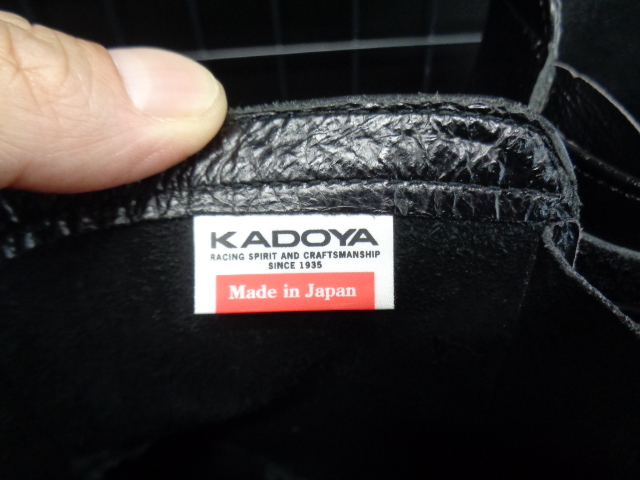 KADOYA
RACING SPIRIT AND CRAFTSMANSHIP
SINCE 1935
Made in Japan